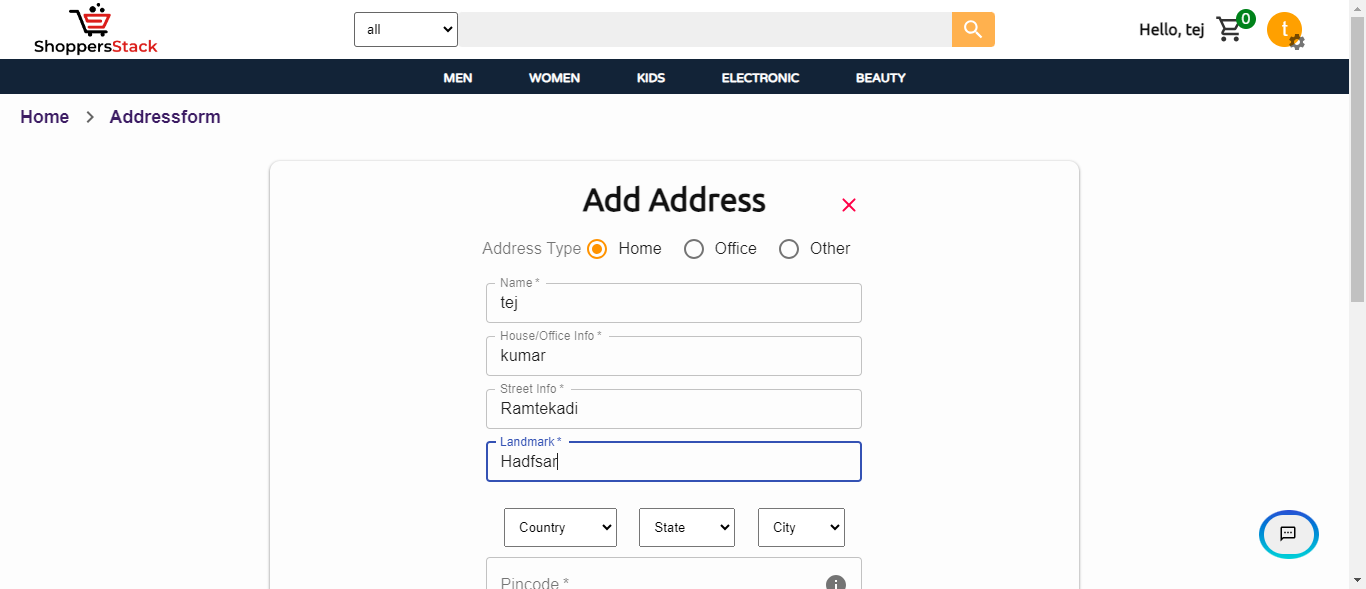 ShoppersStack
all
Hello, tej
0
t
MEN WOMEN KIDS ELECTRONIC BEAUTY
Home > Addressform
Add Address
Address Type Home Office Other
Name *
tej
House/Office Info *
kumar
Street Info *
Ramtekadi
Landmark *
Hadfsar
Country State City
Pincode *